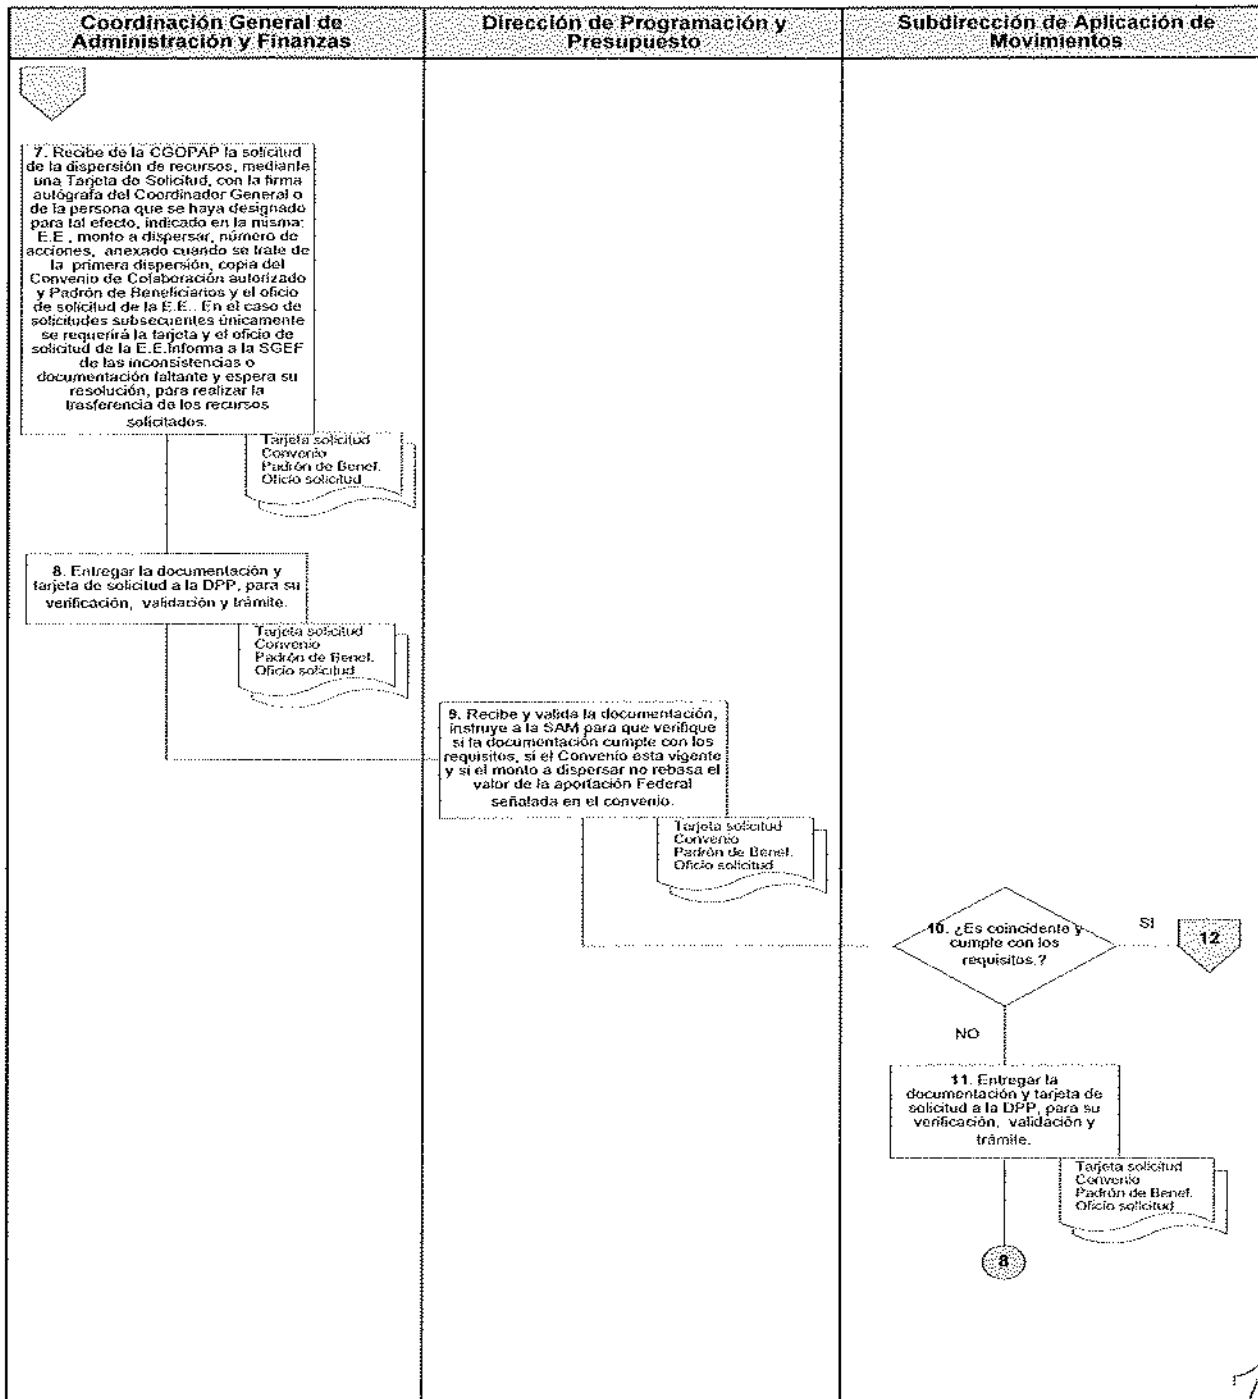 Coordinación General de
Administración y Finanzas
Dirección de Programación y
Presupuesto
Subdirección de Aplicación de
Movimientos
7. Recibe de la CGOPAP la solicitud
de la dispersión de recursos, mediante
una Tarjeta de Solicitud, con la firma
autógrafa del Coordinador General o
de la persona que se haya designado
para tal efecto, indicado en la misma:
E.E., monto a dispersar, número de
acciones, anexado cuando se trate de
la primera dispersión, copia del
Convenio de Colaboración autorizado
y Padrón de Beneficiarios y el oficio
de solicitud de la E.E.. En el caso de
solicitudes subsecuentes únicamente
se requerirá la tarjeta y el oficio de
solicitud de la E.E.Informa a la SGEF
de las inconsistencias o
documentación faltante y espera su
resolución, para realizar la
trasferencia de los recursos
solicitados.
Tarjeta solicitud
Convenio
Padrón de Benef.
Oficio solicitud
8. Entregar la documentación y
tarjeta de solicitud a la DPP, para su
verificación, validación y trámite.
Tarjeta solicitud
Convenio
Padrón de Benef.
Oficio solicitud
9. Recibe y valida la documentación,
instruye a la SAM para que verifique
si la documentación cumple con los
requisitos, si el Convenio esta vigente
y si el monto a dispersar no rebasa el
valor de la aportación Federal
señalada en el convenio.
Tarjeta solicitud
Convenio
Padrón de Benef.
Oficio solicitud
10. ¿Es coincidente y
cumple con los
requisitos.?
SI
12
NO
11. Entregar la
documentación y tarjeta de
solicitud a la DPP, para su
verificación, validación y
trámite.
Tarjeta solicitud
Convenio
Padrón de Benef.
Oficio solicitud
8